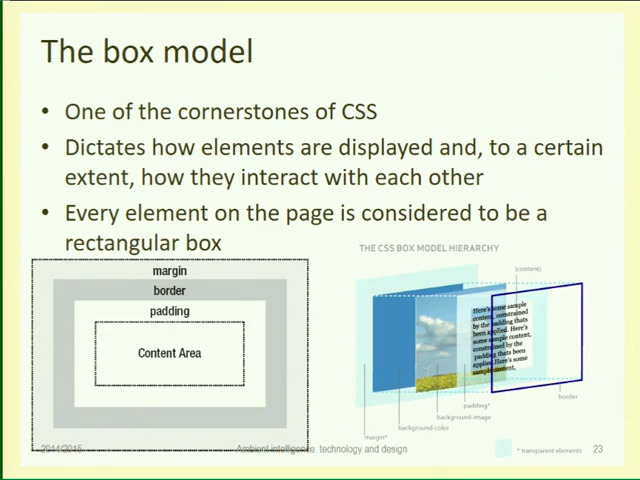 The box model
• One of the cornerstones of CSS
• Dictates how elements are displayed and, to a certain
extent, how they interact with each other
• Every element on the page is considered to be a
rectangular box
margin
border
padding
Content Area
THE CSS BOX MODEL HIERARCHY
(content)
Here's some sample
content, constrained
by the padding thats
been applied. Here's
some sample content,
constrained by the
padding thats been
applied. Here's some
sample content,
border
padding*
background-image
background-color
margin*
* transparent elements
2014/2015
Ambient intelligence: technology and design
23